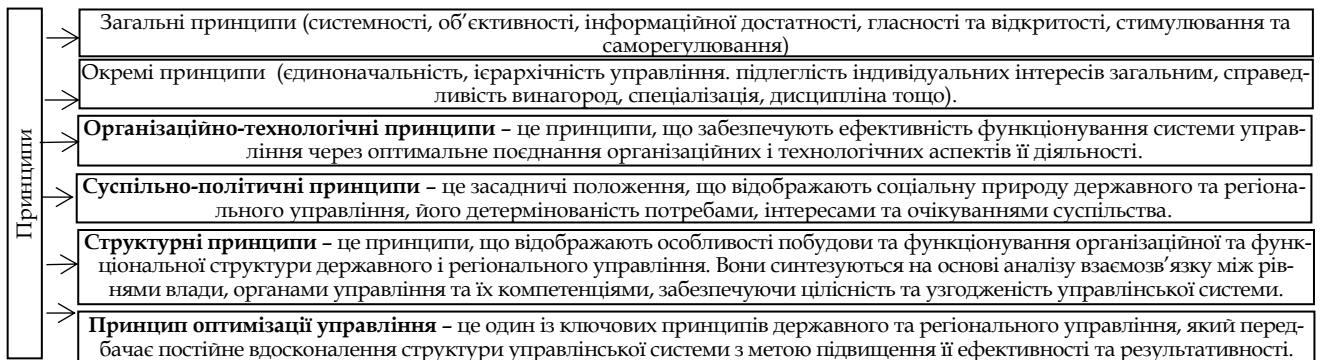 Принципи
Загальні принципи (системності, об’єктивності, інформаційної достатності, гласності та відкритості, стимулювання та
саморегулювання)
Окремі принципи (єдиноначальність, ієрархічність управління. підлеглість індивідуальних інтересів загальним, справед-
ливість винагород, спеціалізація, дисципліна тощо).
Організаційно-технологічні принципи – це принципи, що забезпечують ефективність функціонування системи управ-
ління через оптимальне поєднання організаційних і технологічних аспектів її діяльності.
Суспільно-політичні принципи – це засадничі положення, що відображають соціальну природу державного та регіона-
льного управління, його детермінованість потребами, інтересами та очікуваннями суспільства.
Структурні принципи – це принципи, що відображають особливості побудови та функціонування організаційної та функ-
ціональної структури державного і регіонального управління. Вони синтезуються на основі аналізу взаємозв’язку між рів-
нями влади, органами управління та їх компетенціями, забезпечуючи цілісність та узгодженість управлінської системи.
Принцип оптимізації управління – це один із ключових принципів державного та регіонального управління, який перед-
бачає постійне вдосконалення структури управлінської системи з метою підвищення її ефективності та результативності.